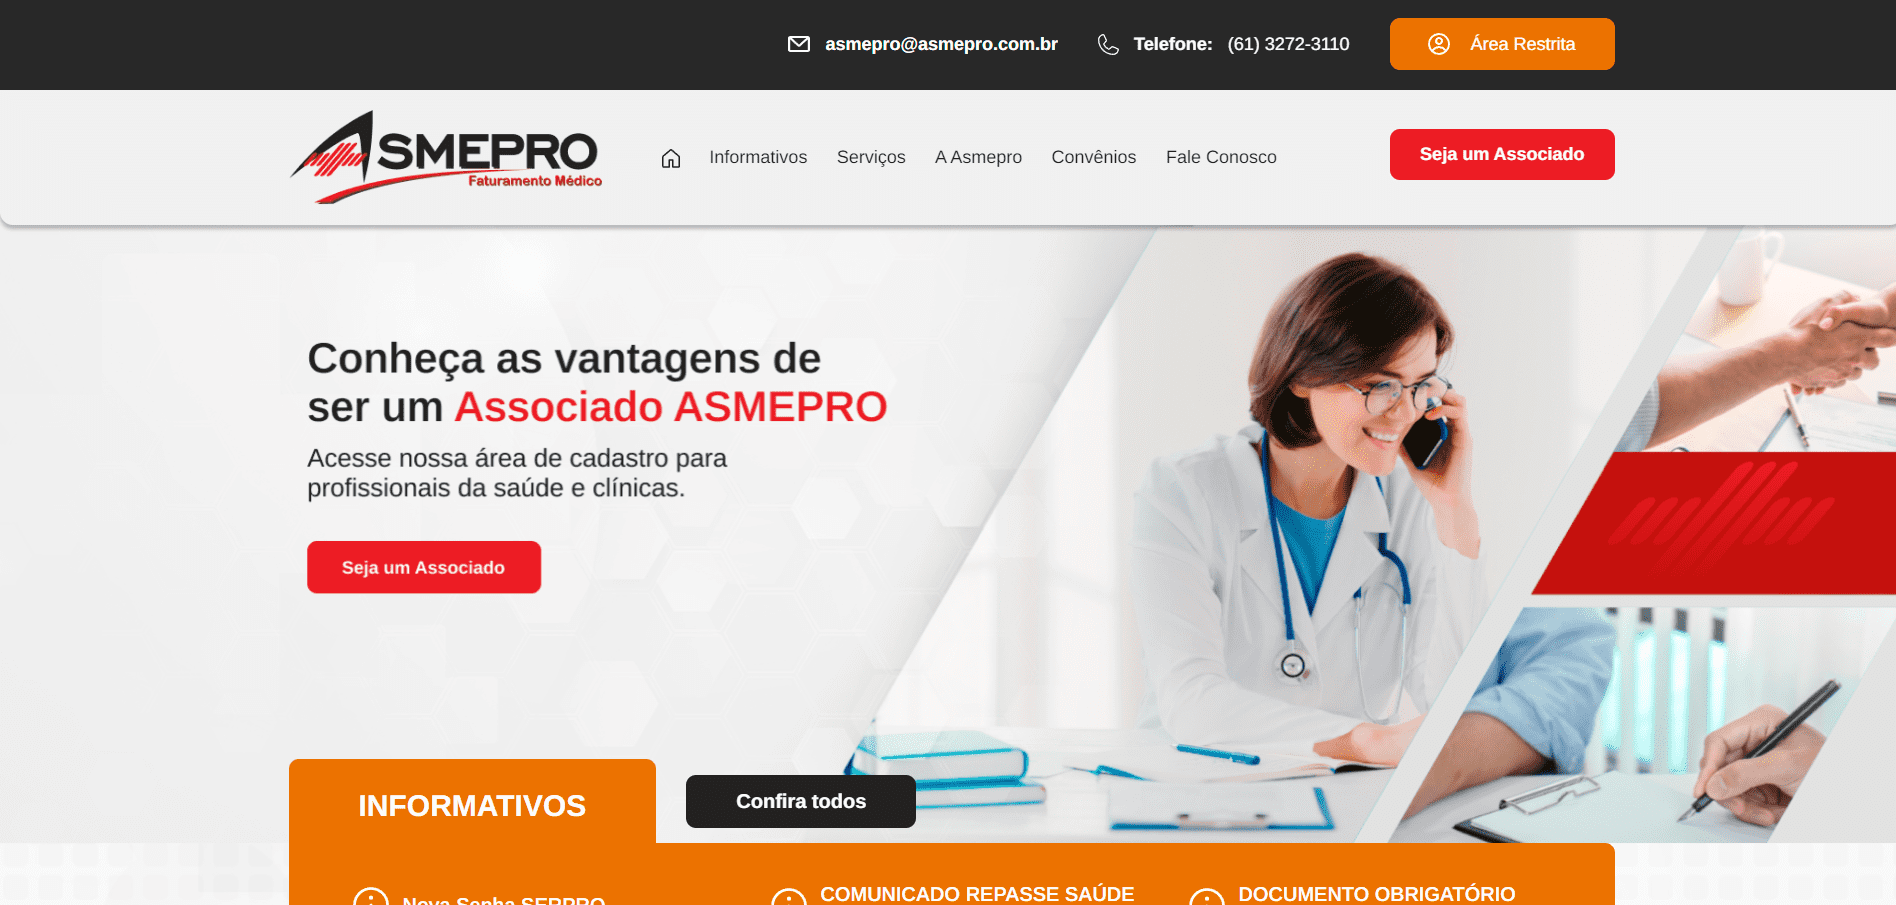 asmepro@asmepro.com.br
Telefone: (61) 3272-3110
Área Restrita
ASMEPRO
Faturamento Médico
Informativos
Serviços
A Asmepro
Convênios
Fale Conosco
Seja um Associado
Conheça as vantagens de
ser um Associado ASMEPRO
Acesse nossa área de cadastro para
profissionais da saúde e clínicas.
Seja um Associado
INFORMATIVOS
Confira todos
Nova Senha SERPRO
COMUNICADO REPASSE SAÚDE
DOCUMENTO OBRIGATÓRIO